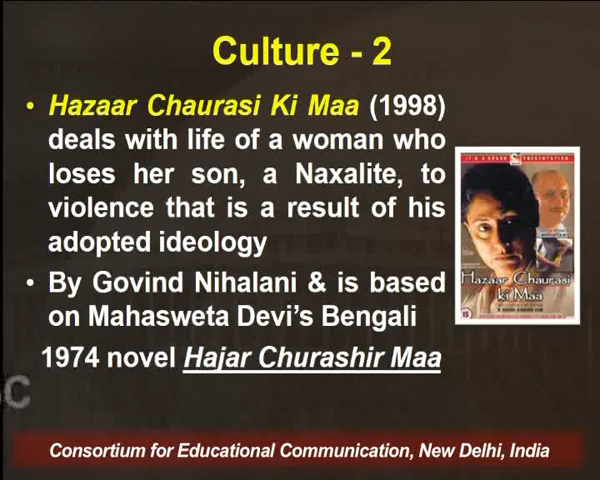 Culture - 2
• Hazaar Chaurasi Ki Maa (1998)
deals with life of a woman who
loses her son, a Naxalite, to
violence that is a result of his
adopted ideology
• By Govind Nihalani & is based
on Mahasweta Devi's Bengali
1974 novel Hajar Churashir Maa
Hazaar Chaurasi
Ki Maa
15
SC
Consortium for Educational Communication, New Delhi, India